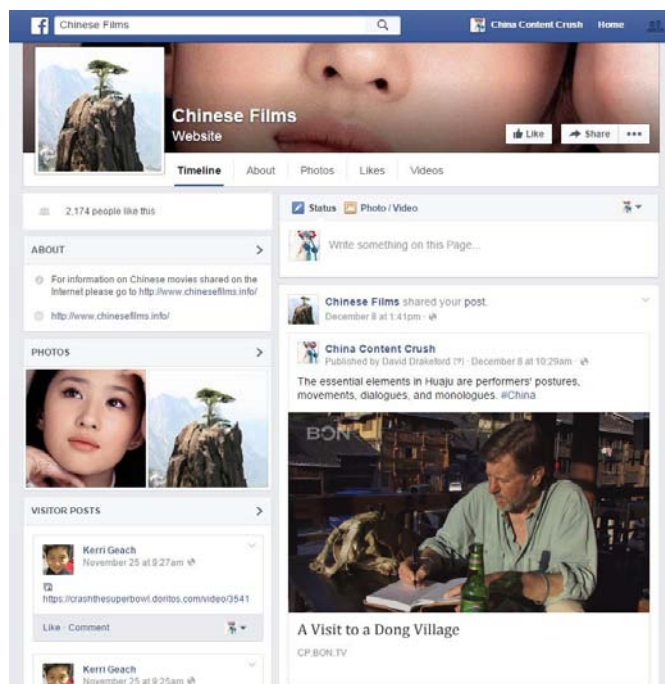 Chinese Films
China Content Crush
Home
Chinese Films
Website
Like
Share
Timeline
About
Photos
Likes
Videos
2,174 people like this
ABOUT
For information on Chinese movies shared on the
Internet please go to http://www.chinesefilms.info/
http://www.chinesefilms.info/
PHOTOS
VISITOR POSTS
Kerri Geach
November 25 at 9:27am
https://crashthesuperbowl.doritos.com/video/3541
Like · Comment
Kerri Geach
November 25 at 9:25am
Status
Photo / Video
Write something on this Page...
Chinese Films shared your post.
December 8 at 1:41pm ·
China Content Crush
Published by David Drakeford [?] · December 8 at 10:29am ·
The essential elements in Huaju are performers' postures,
movements, dialogues, and monologues. #China
BON
A Visit to a Dong Village
CP.BON.TV